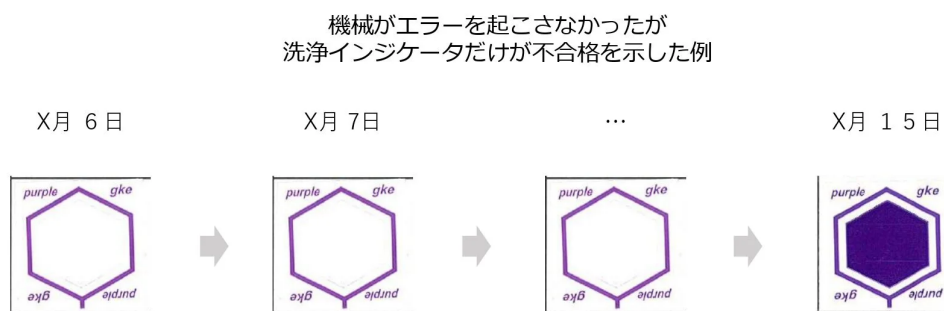 機械がエラーを起こさなかったが
洗浄インジケータだけが不合格を示した例
X月 6 日
X月 7日
…
X月 1 5 日
purple gke
gke purple
purple gke
gke purple
purple gke
gke purple
purple gke
gke purple